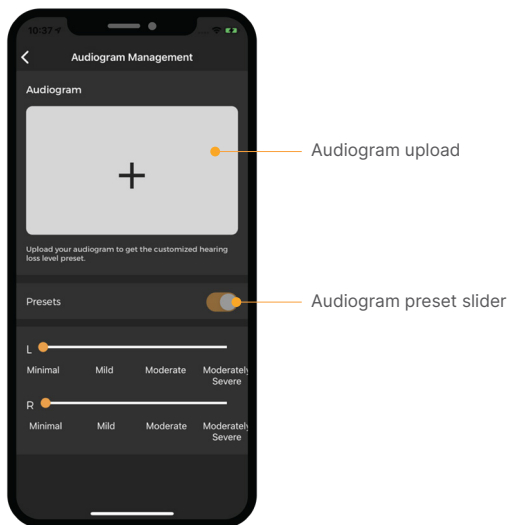 10:37
Audiogram Management
Audiogram
Audiogram upload
Upload your audiogram to get the customized hearing
loss level preset.
Presets
Audiogram preset slider
L
Minimal Mild Moderate Moderately
Severe
R
Minimal Mild Moderate Moderately
Severe